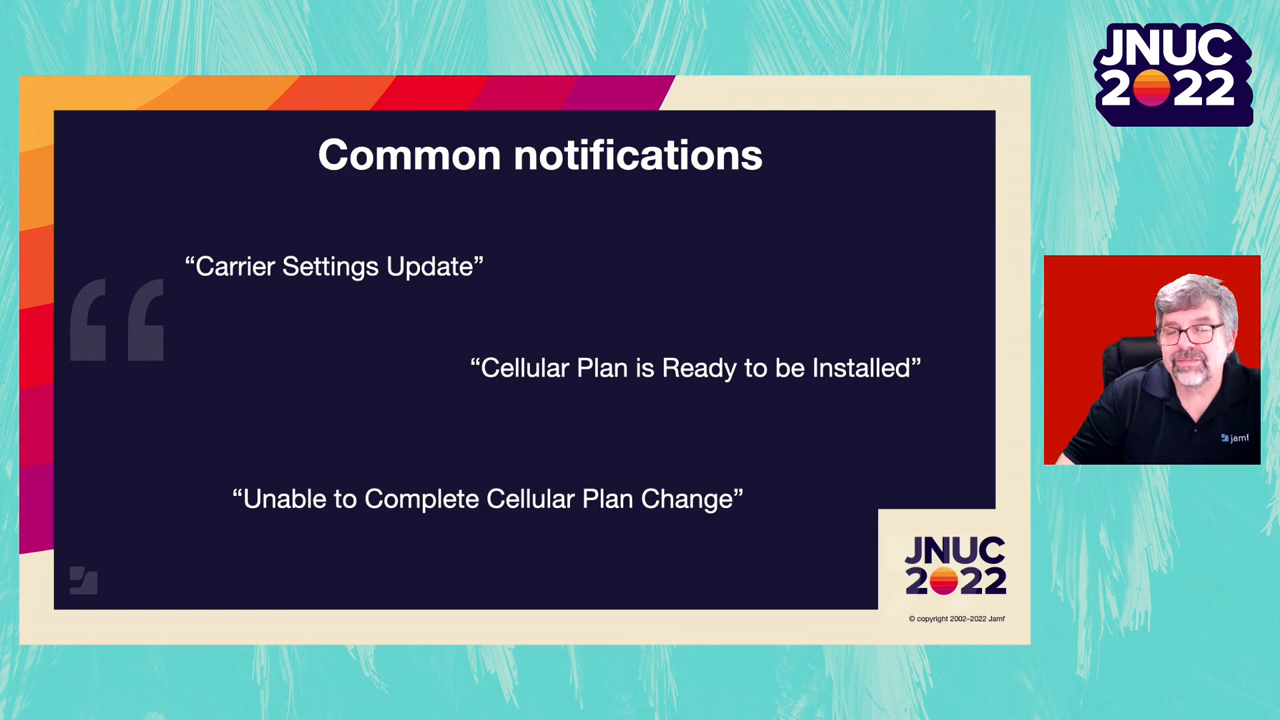 JNUC
2022
Common notifications
“Carrier Settings Update”
“Cellular Plan is Ready to be Installed”
“Unable to Complete Cellular Plan Change”
jamf
JNUC
2022
© copyright 2002–2022 Jamf